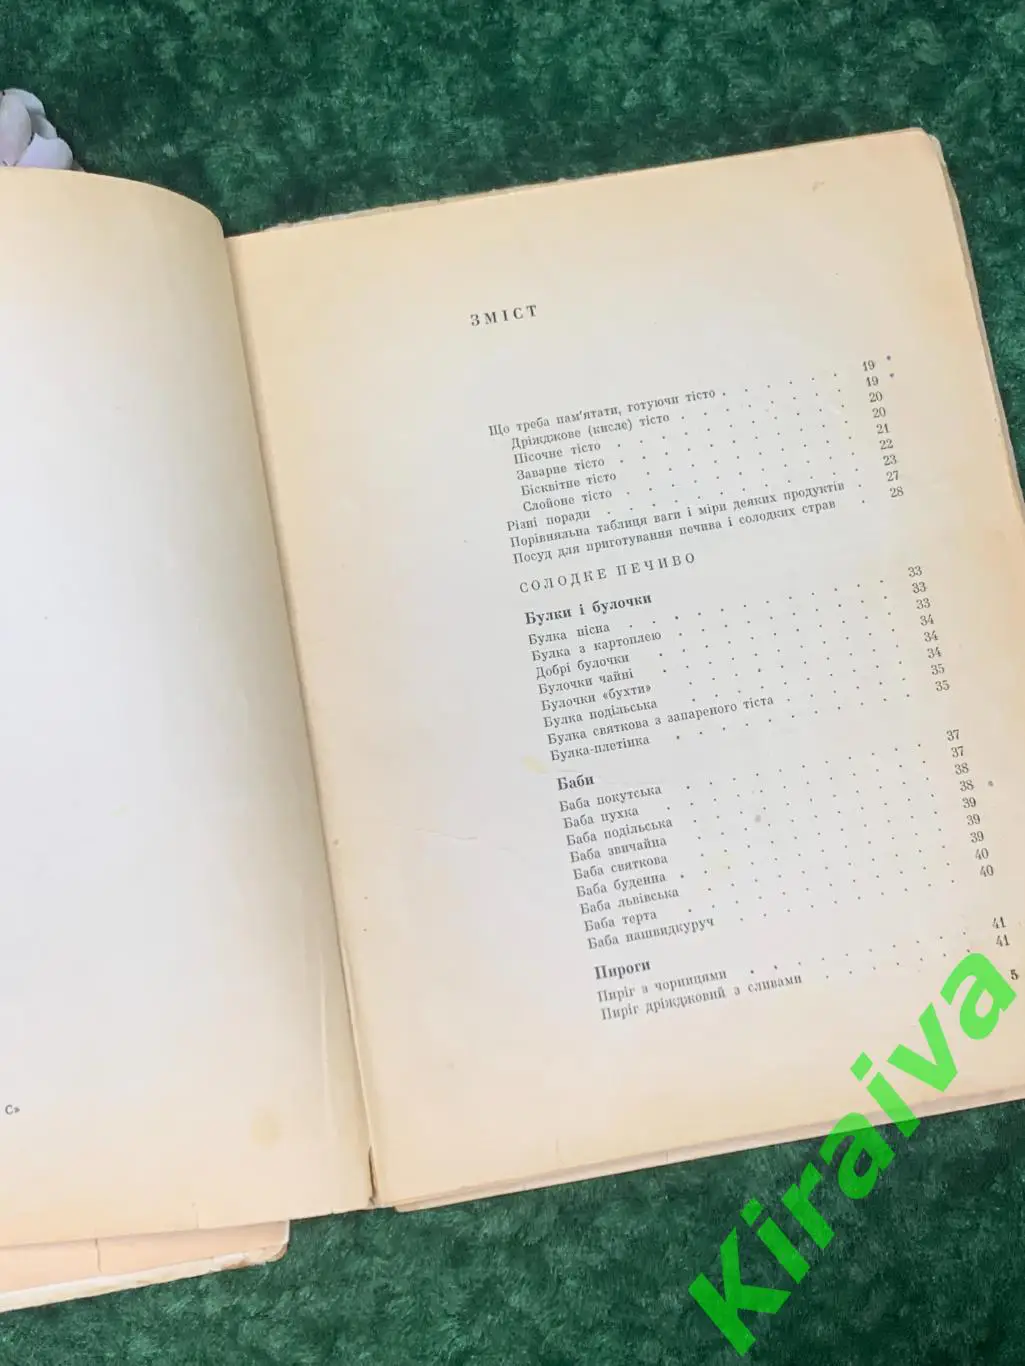 ЗМІСТ
Що треба пам'ятати, готуючи тісто . . . . . . . 19
Дріжджове (кисле) тісто . . . . . . . . 19
Пісочне тісто . . . . . . . . 20
Заварне тісто . . . . . . . . 20
Бісквітне тісто . . . . . . . . 21
Слойоне тісто . . . . . . . . 22
Різні поради . . . . . . . . 23
Порівняльна таблиця ваги і міри деяких продуктів . 27
Посуд для приготування печива і солодких страв . 28
СОЛОДКЕ ПЕЧИВО
Булки і булочки
Булка пісна . . . . . . . . 33
Булка з картоплею . . . . . . . . 33
Добрі булочки . . . . . . . . 33
Булочки чайні . . . . . . . . 34
Булочки «бухти» . . . . . . . . 34
Булка подільська . . . . . . . . 34
Булка святкова з запареного тіста . . . . . . 35
Булка-плетінка . . . . . . . . 35
Баби
Баба покутська . . . . . . . . 37
Баба пухка . . . . . . . . 37
Баба подільська . . . . . . . . 38
Баба звичайна . . . . . . . . 38
Баба святкова . . . . . . . . 39
Баба буденна . . . . . . . . 39
Баба львівська . . . . . . . . 39
Баба терта . . . . . . . . 40
Баба нашвидкуруч . . . . . . . . 40
Пироги
Пиріг з чорницями . . . . . . . . 41
Пиріг дріжджовий з сливами . . . . . . 41
5
С»
Kiraiva